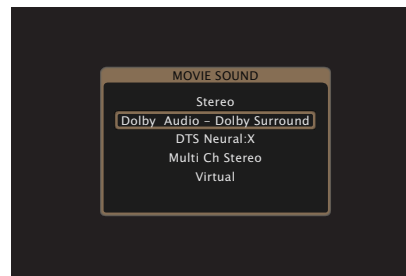 MOVIE SOUND
Stereo
Dolby Audio – Dolby Surround
DTS Neural:X
Multi Ch Stereo
Virtual